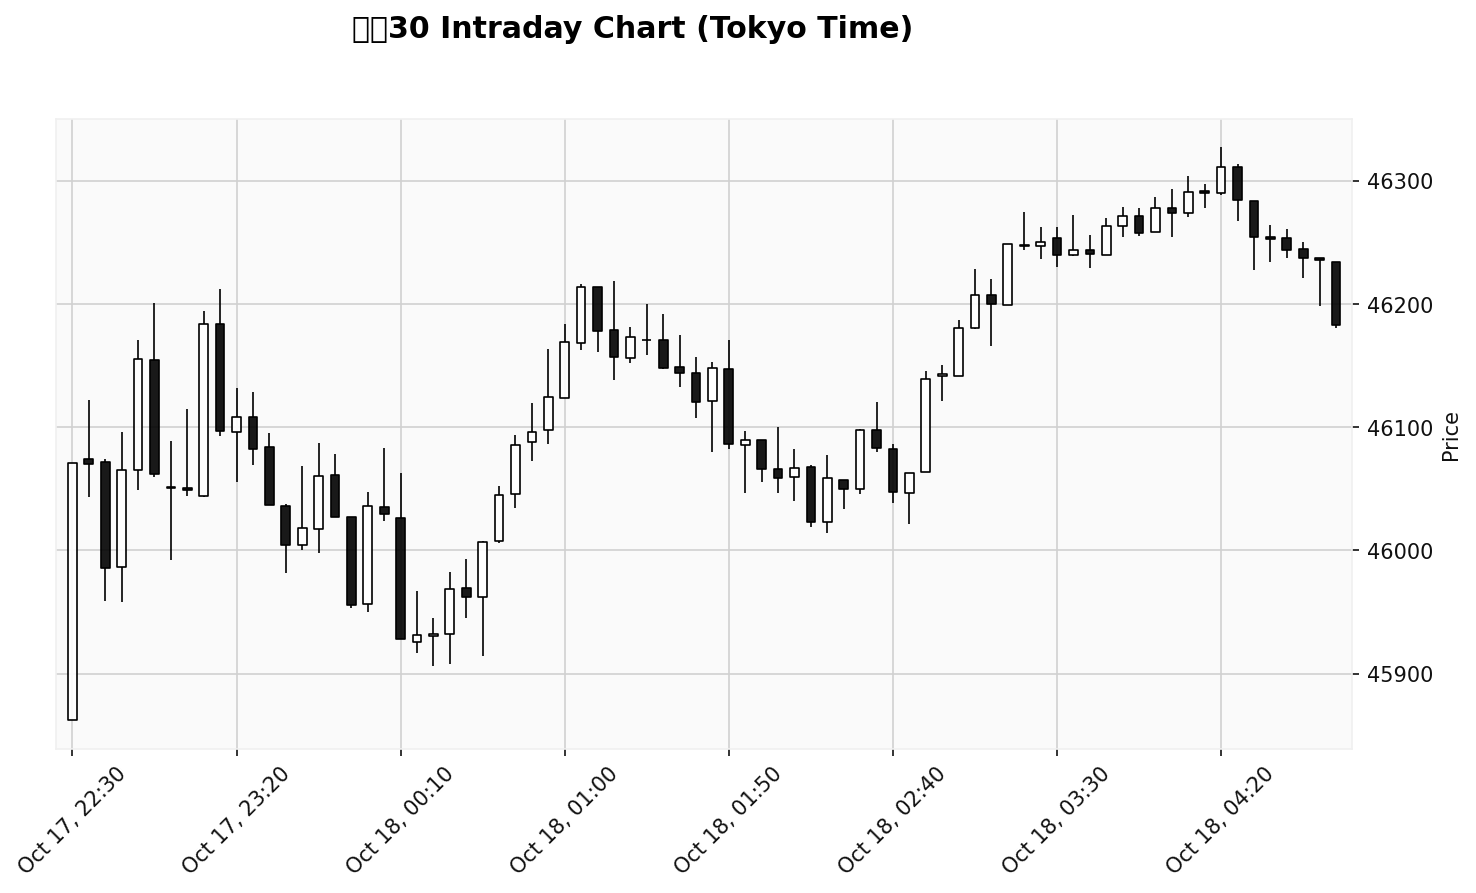 30 Intraday Chart (Tokyo Time)
46300
46200
46100
46000
45900
Price
Oct 17, 22:30
Oct 17, 23:20
Oct 18, 00:10
Oct 18, 01:00
Oct 18, 01:50
Oct 18, 02:40
Oct 18, 03:30
Oct 18, 04:20